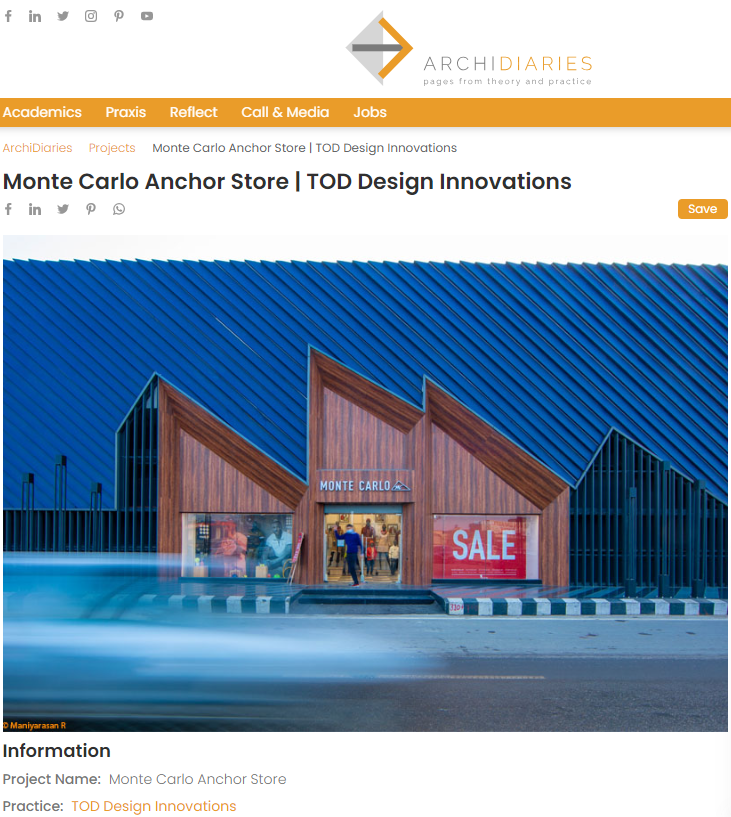 ARCHIDIARIES
pages from theory and practice
Academics Praxis Reflect Call & Media Jobs
ArchiDiaries Projects Monte Carlo Anchor Store | TOD Design Innovations
Monte Carlo Anchor Store | TOD Design Innovations
Save
MONTE CARLO
SALE
© Maniyarasan R
Information
Project Name: Monte Carlo Anchor Store
Practice: TOD Design Innovations